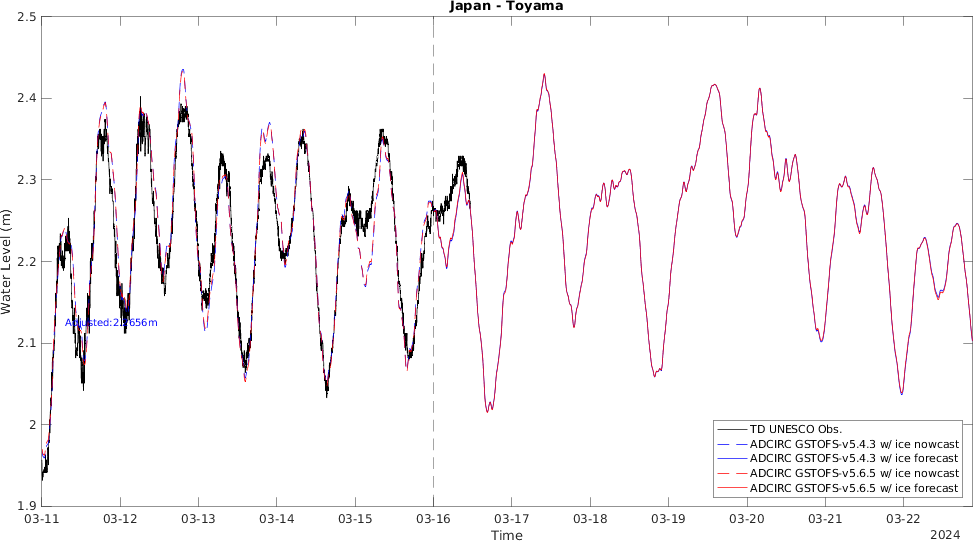 Japan - Toyama
2.5
2.4
2.3
2.2
2.1
2
1.9
Water Level (m)
03-11 03-12 03-13 03-14 03-15 03-16 03-17 03-18 03-19 03-20 03-21 03-22
Time
2024
TD UNESCO Obs.
ADCIRC GSTOFS-v5.4.3 w/ ice nowcast
ADCIRC GSTOFS-v5.4.3 w/ ice forecast
ADCIRC GSTOFS-v5.6.5 w/ ice nowcast
ADCIRC GSTOFS-v5.6.5 w/ ice forecast